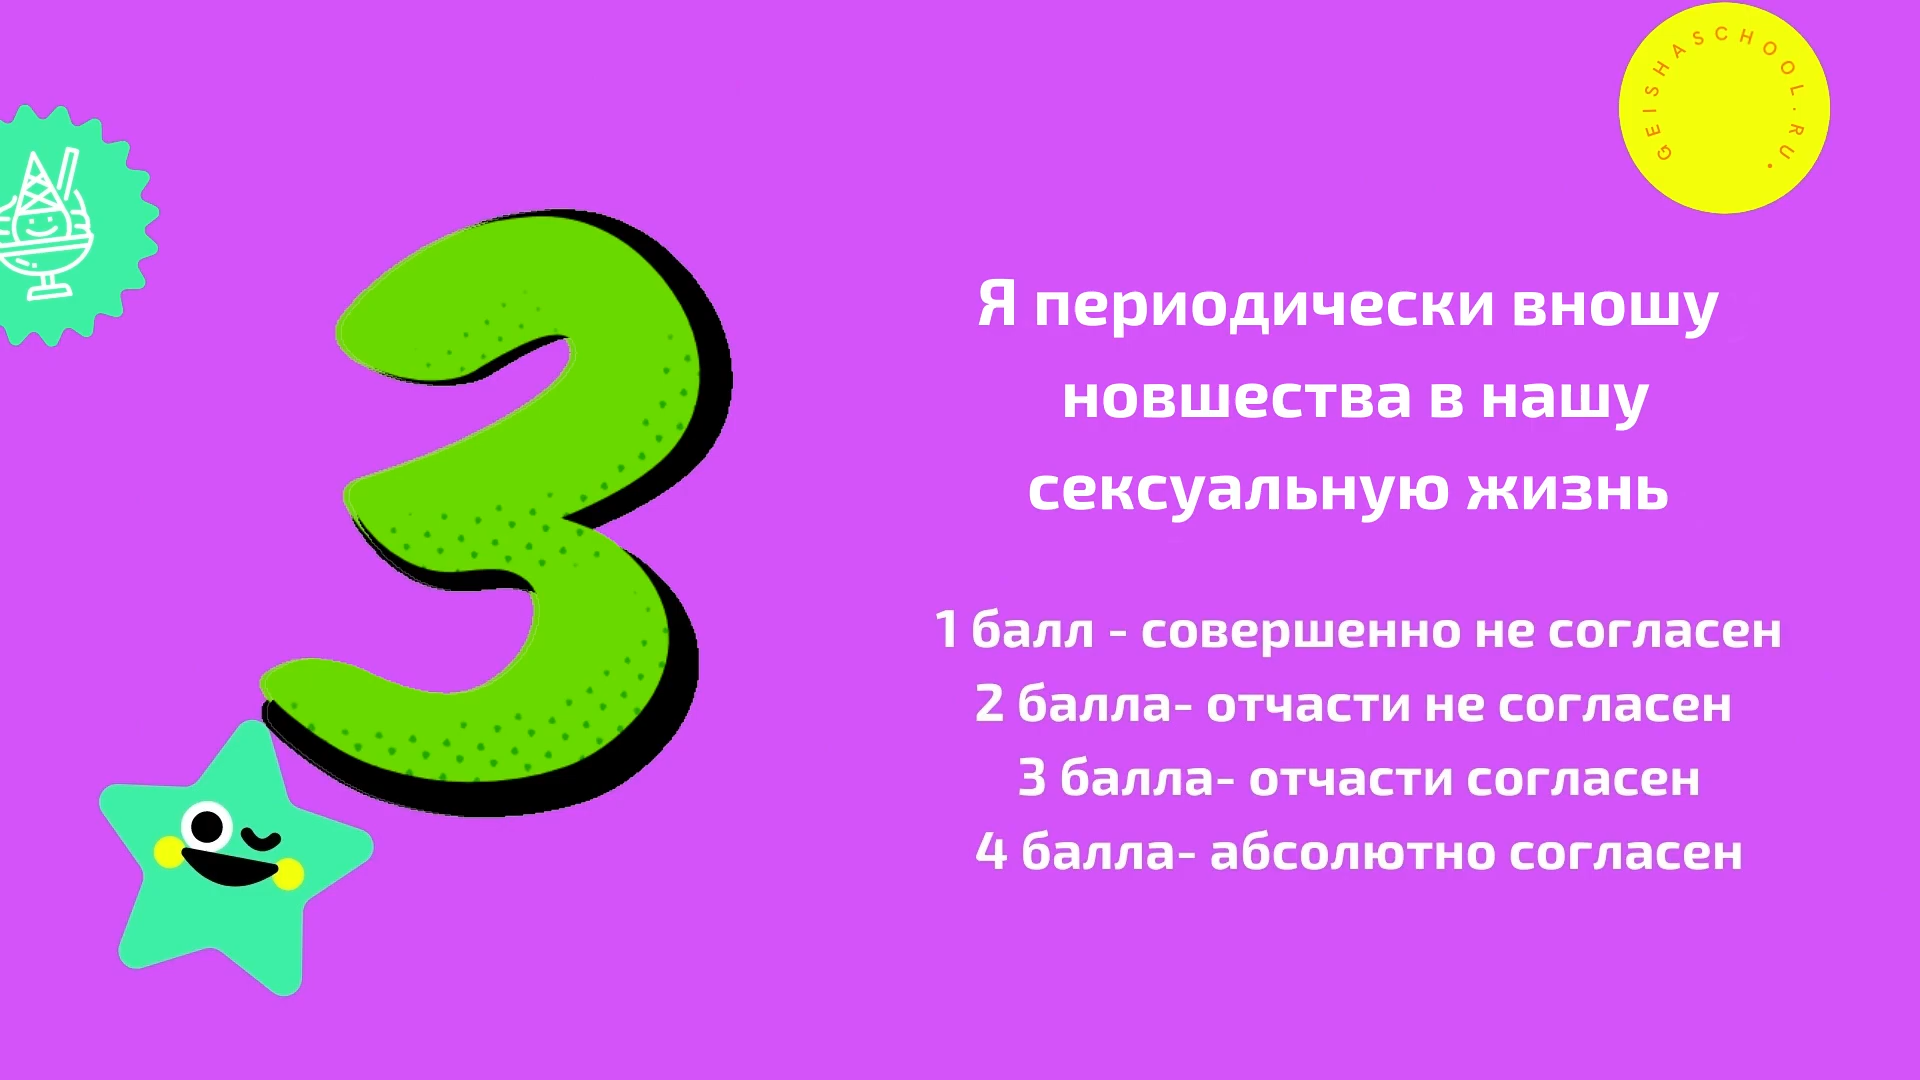 GEISHASCHOOL.RU.
3
Я периодически вношу
новшества в нашу
сексуальную жизнь
1 балл - совершенно не согласен
2 балла- отчасти не согласен
3 балла- отчасти согласен
4 балла- абсолютно согласен